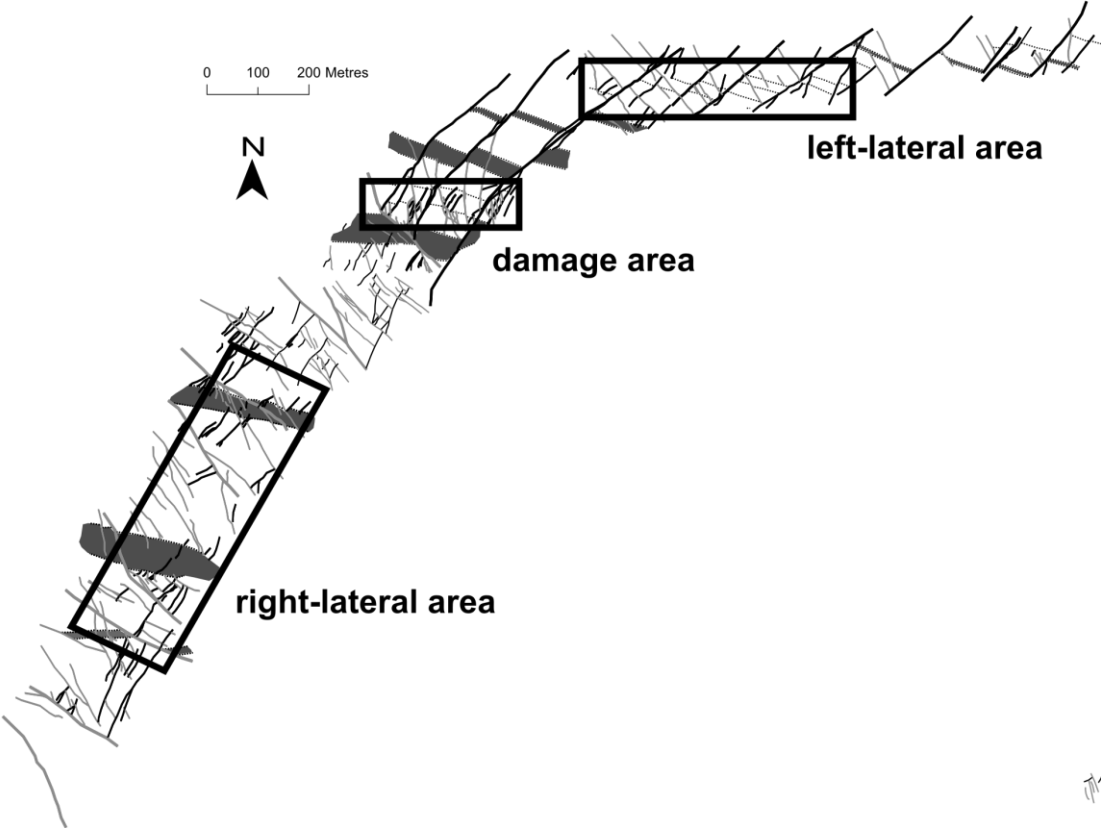 0 100 200 Metres
N
left-lateral area
damage area
right-lateral area